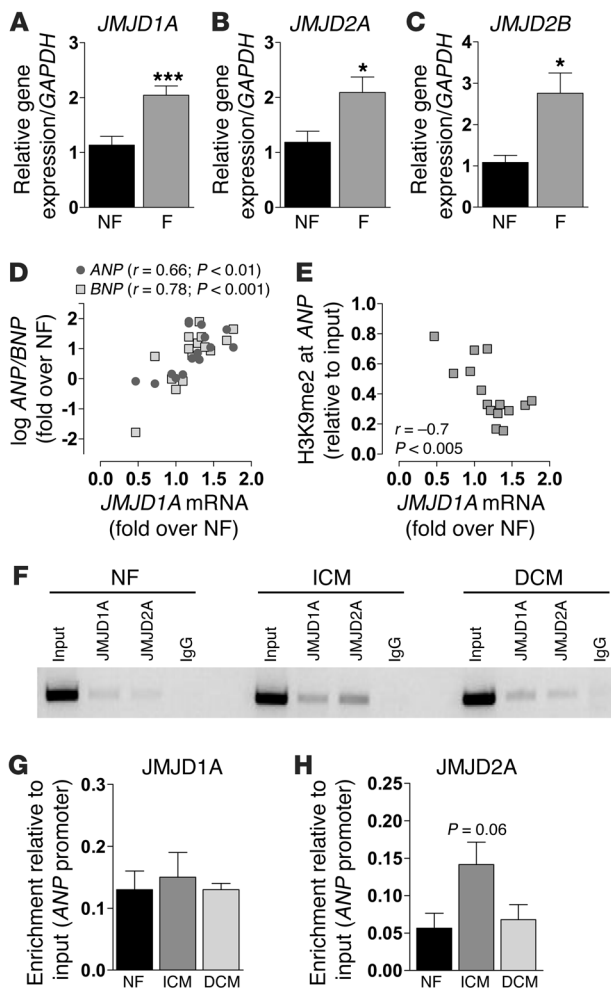 A JMJD1A
Relative gene
expression/GAPDH
3
2
1
0
***
NF F
B JMJD2A
Relative gene
expression/GAPDH
3
2
1
0
*
NF F
C JMJD2B
Relative gene
expression/GAPDH
4
3
2
1
0
*
NF F
D
ANP (r = 0.66; P < 0.01)
BNP (r = 0.78; P < 0.001)
log ANP/BNP
(fold over NF)
2
1
0
-1
-2
0.0 0.5 1.0 1.5 2.0
JMJD1A mRNA
(fold over NF)
E
H3K9me2 at ANP
(relative to input)
1.0
0.8
0.6
0.4
0.2
0.0
r = –0.7
P < 0.005
0.0 0.5 1.0 1.5 2.0
JMJD1A mRNA
(fold over NF)
F
NF ICM DCM
Input JMJD1A JMJD2A IgG Input JMJD1A JMJD2A IgG Input JMJD1A JMJD2A IgG
G JMJD1A
Enrichment relative to
input (ANP promoter)
0.3
0.2
0.1
0.0
NF ICM DCM
H JMJD2A
Enrichment relative to
input (ANP promoter)
0.25
0.20
0.15
0.10
0.05
0.00
P = 0.06
NF ICM DCM